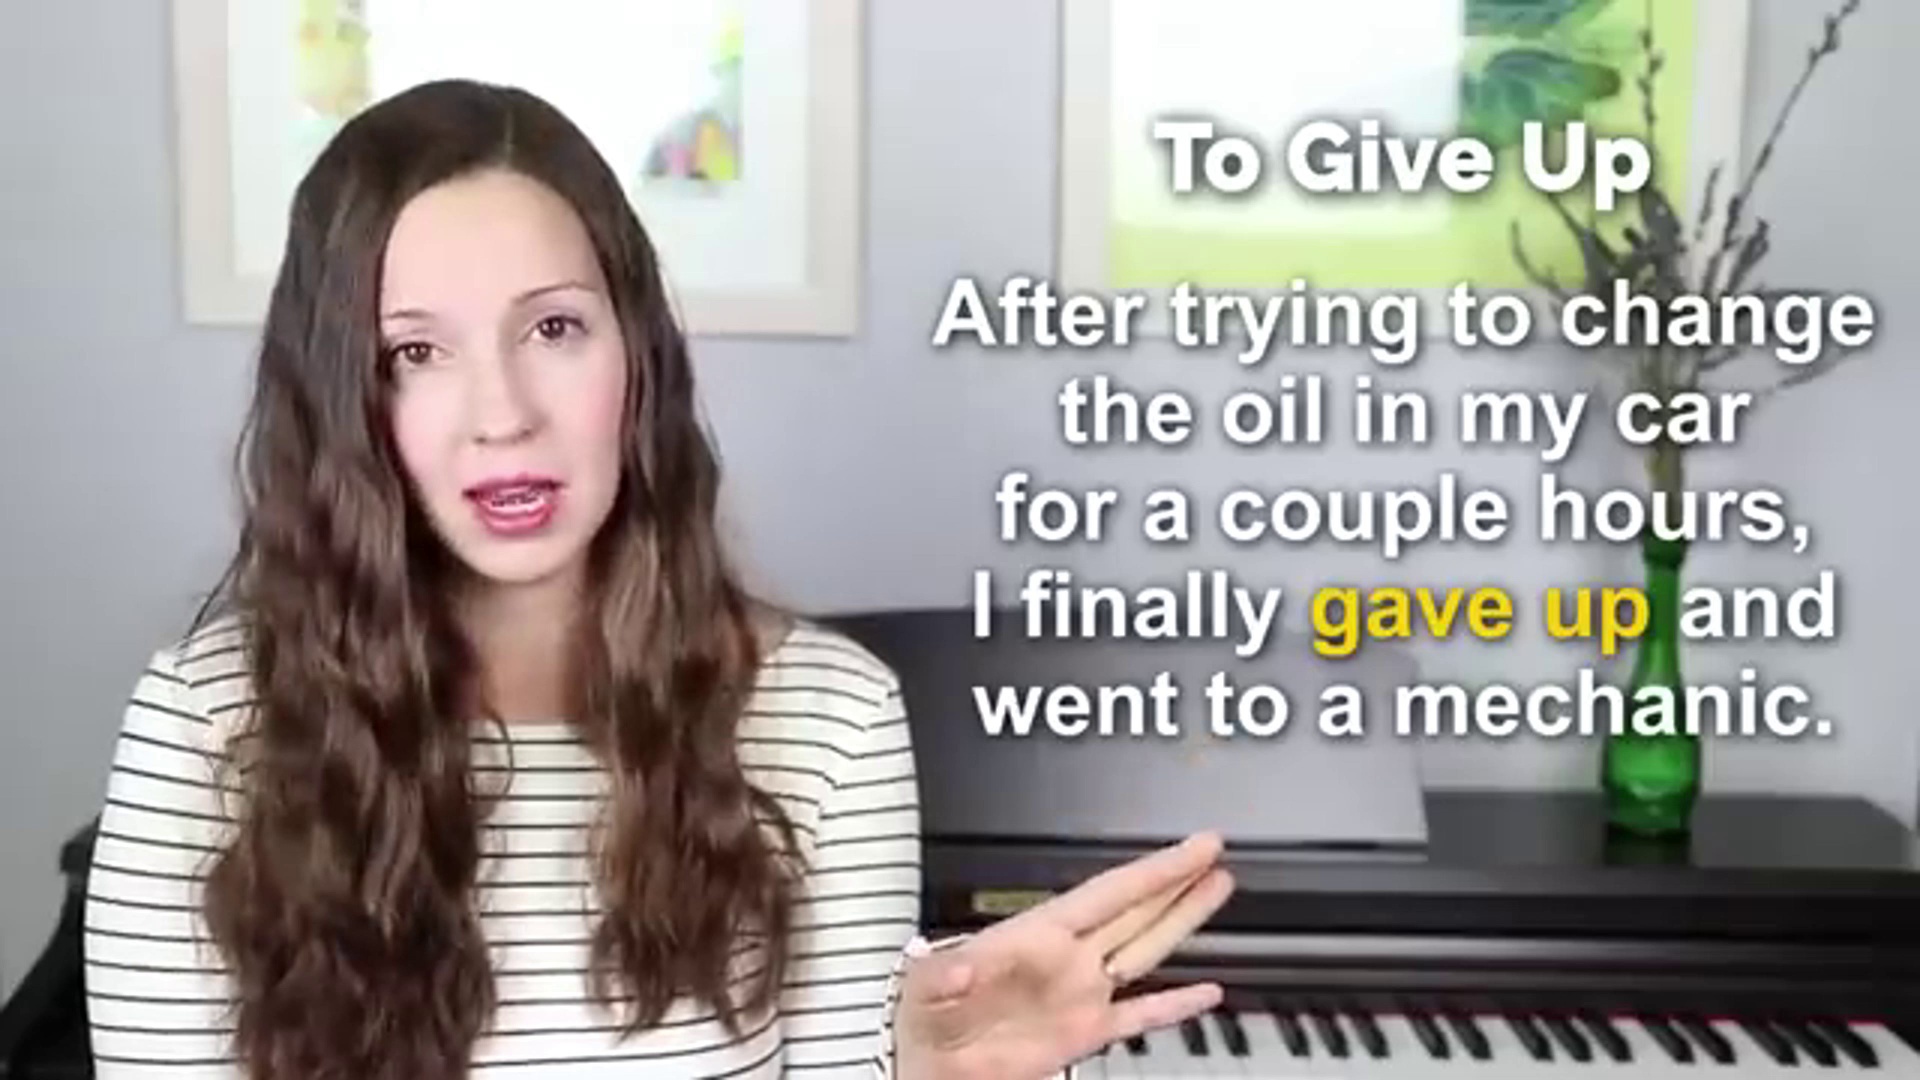 To Give Up
After trying to change
the oil in my car
for a couple hours,
I finally gave up and
went to a mechanic.